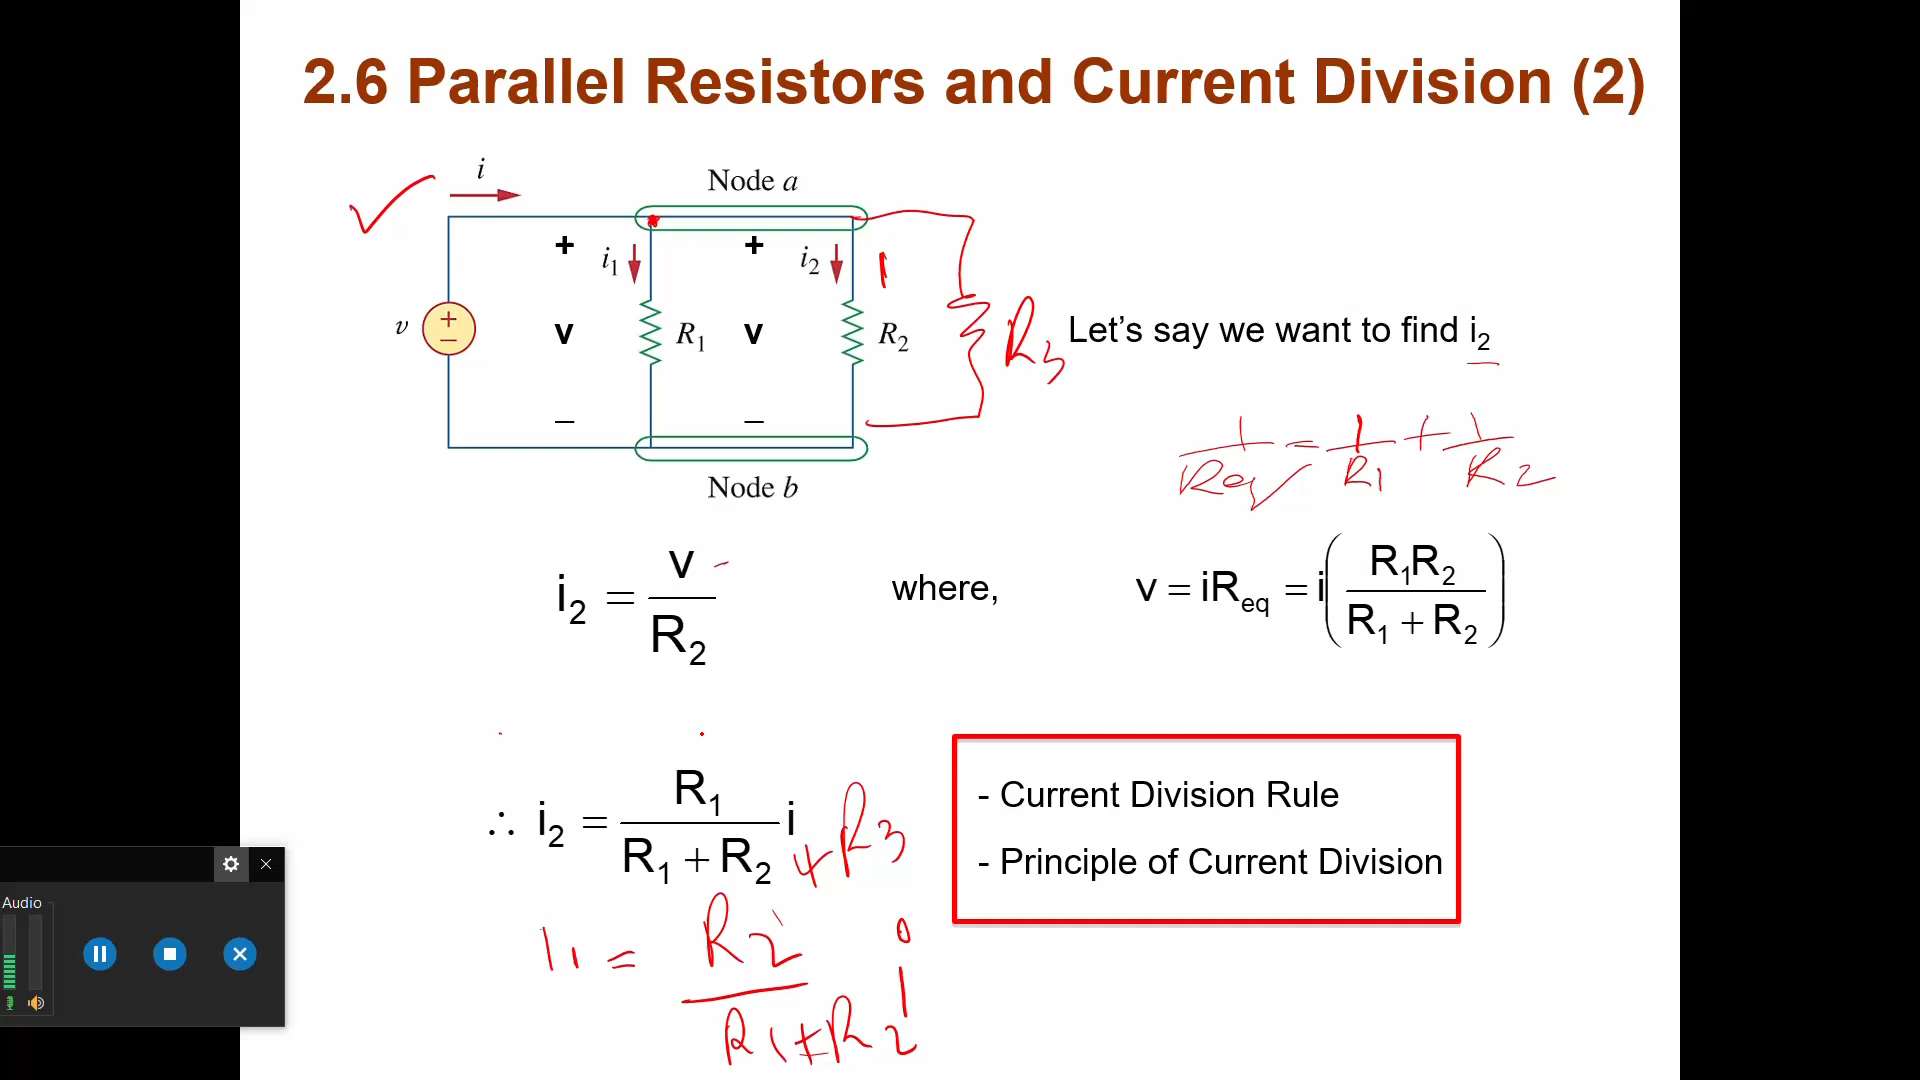 2.6 Parallel Resistors and Current Division (2)
i
Node a
+ +
i₁ i₂
v + − v R₁ v R₂ R₃
− −
Node b
Let’s say we want to find i₂
1/Req = 1/R1 + 1/R2
i₂ = v/R₂ where, v = iR_eq = i(R₁R₂/(R₁ + R₂))
∴ i₂ = R₁/(R₁ + R₂) i + R3
i1 = R2/(R1+R2) i
- Current Division Rule
- Principle of Current Division
Audio